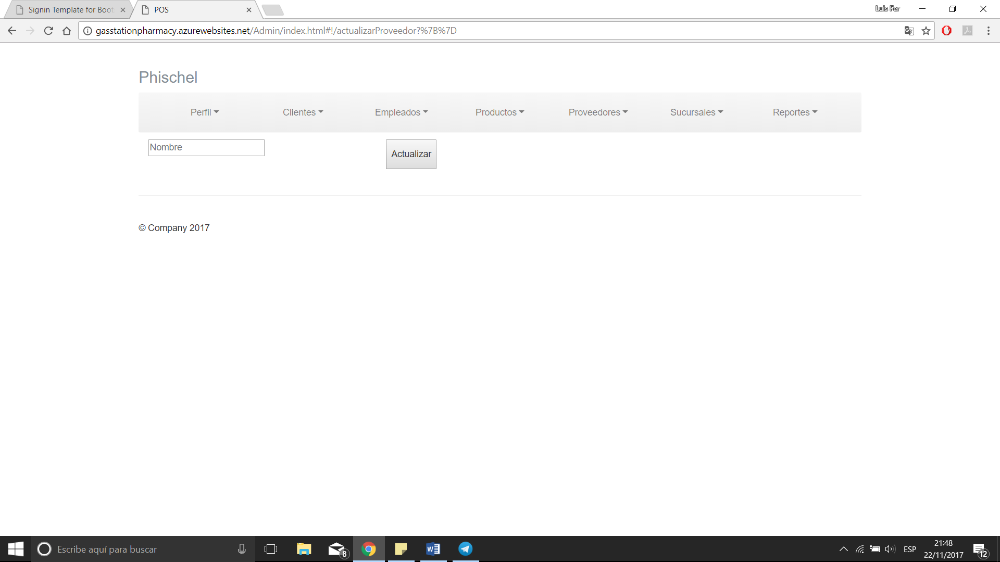 Signin Template for Boot
POS
Luis Fer
gasstationpharmacy.azurewebsites.net/Admin/index.html#!/actualizarProveedor?%7B%7D
Phischel
Perfil Clientes Empleados Productos Proveedores Sucursales Reportes
Nombre
Actualizar
© Company 2017
Escribe aquí para buscar
8
ESP
21:48
22/11/2017
12